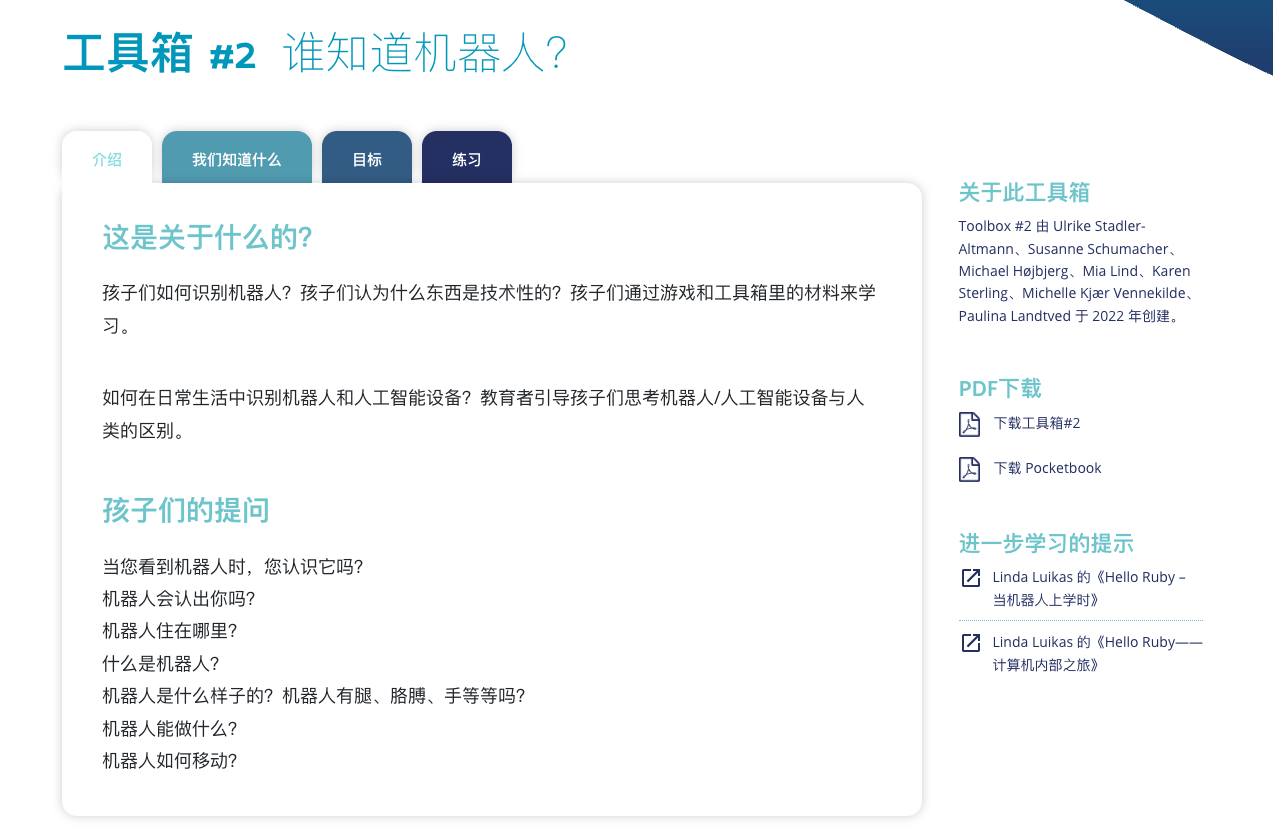 工具箱 #2 谁知道机器人?
介绍
我们知道什么
目标
练习
这是关于什么的?
孩子们如何识别机器人？孩子们认为什么东西是技术性的？孩子们通过游戏和工具箱里的材料来学
习。
如何在日常生活中识别机器人和人工智能设备？教育者引导孩子们思考机器人/人工智能设备与人
类的区别。
孩子们的提问
当您看到机器人时，您认识它吗?
机器人会认出你吗?
机器人住在哪里?
什么是机器人?
机器人是什么样子的？机器人有腿、胳膊、手等等吗?
机器人能做什么?
机器人如何移动?
关于此工具箱
Toolbox #2 由 Ulrike Stadler-
Altmann、Susanne Schumacher、
Michael Højbjerg、Mia Lind、Karen
Sterling、Michelle Kjær Vennekilde、
Paulina Landtved 于 2022 年创建。
PDF下载
下载工具箱#2
下载 Pocketbook
进一步学习的提示
Linda Luikas 的《Hello Ruby –
当机器人上学时》
Linda Luikas 的《Hello Ruby——
计算机内部之旅》